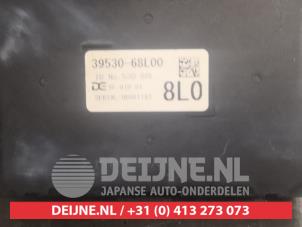 39530-68L00
8L0
DEIJNE.NL
JAPANSE AUTO-ONDERDELEN
DEIJNE.NL / +31 (0) 413 273 073